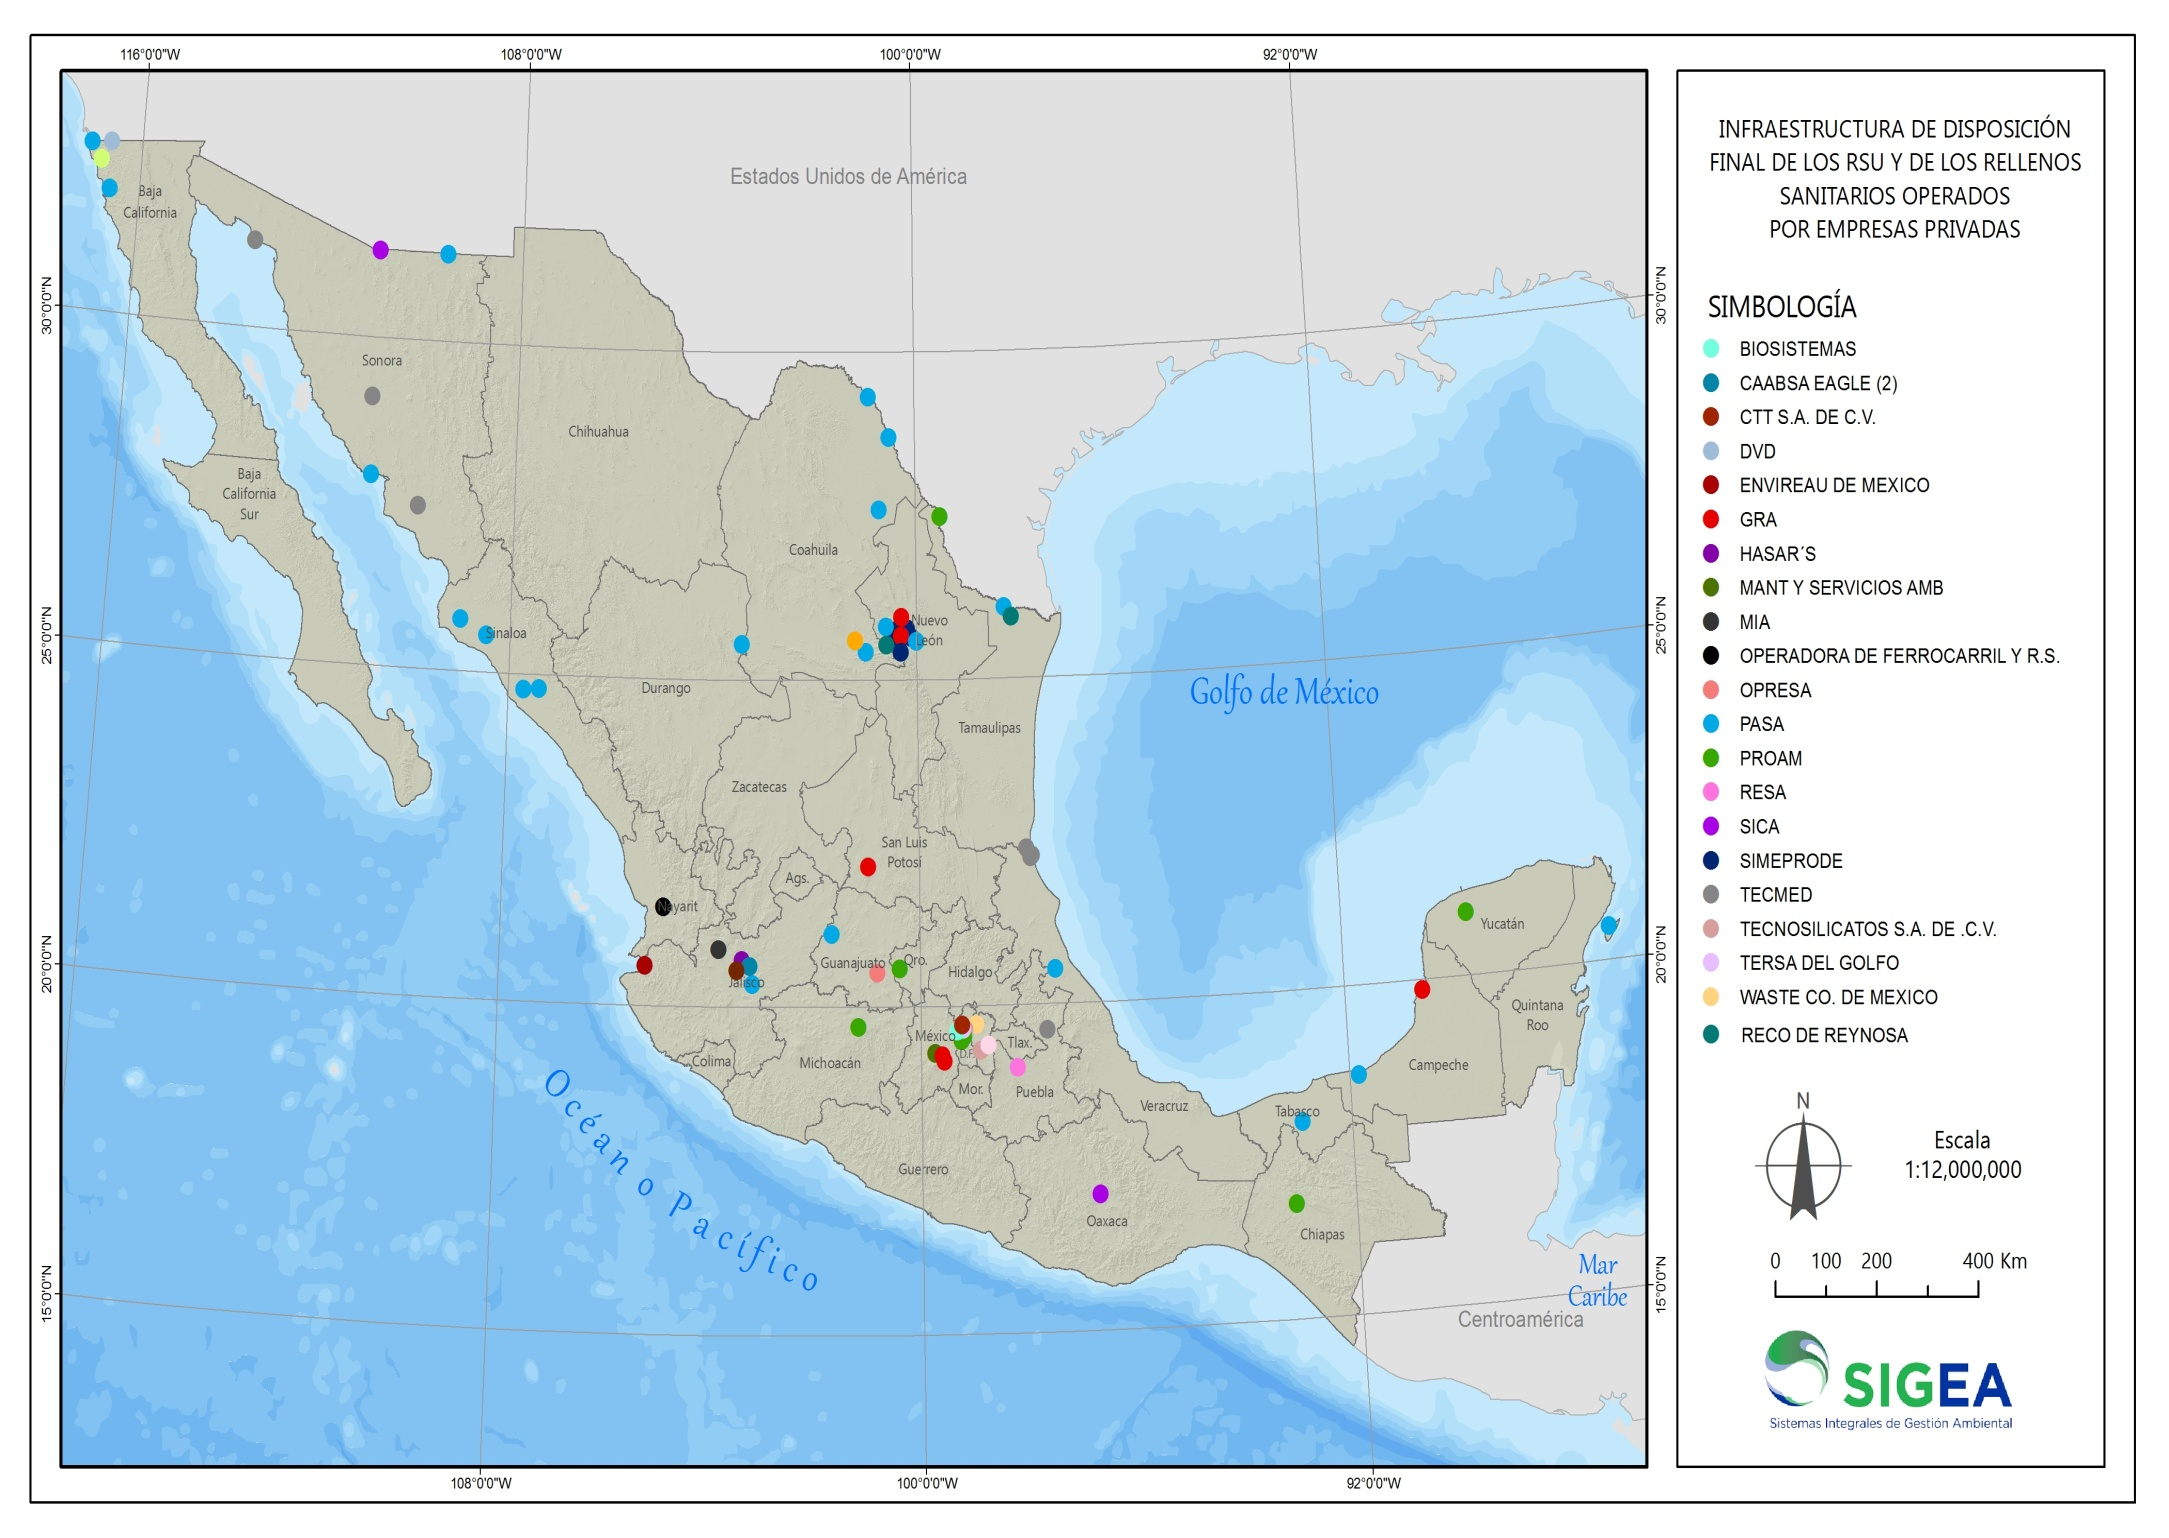 116°0'0"W
108°0'0"W
100°0'0"W
92°0'0"W
30°0'0"N
25°0'0"N
20°0'0"N
15°0'0"N
Estados Unidos de América
Baja
California
Sonora
Chihuahua
Baja
California
Sur
Coahuila
Nuevo
León
Sinaloa
Durango
Tamaulipas
Zacatecas
San Luis
Potosí
Ags.
Nayarit
Guanajuato
Qro.
Hidalgo
Jalisco
México
D.F.
Tlax.
Colima
Michoacán
Mor.
Puebla
Veracruz
Guerrero
Oaxaca
Tabasco
Chiapas
Campeche
Yucatán
Quintana
Roo
Golfo de México
Océano Pacífico
Mar
Caribe
Centroamérica
30°0'0"N
25°0'0"N
20°0'0"N
15°0'0"N
108°0'0"W
100°0'0"W
92°0'0"W
INFRAESTRUCTURA DE DISPOSICIÓN
FINAL DE LOS RSU Y DE LOS RELLENOS
SANITARIOS OPERADOS
POR EMPRESAS PRIVADAS
SIMBOLOGÍA
BIOSISTEMAS
CAABSA EAGLE (2)
CTT S.A. DE C.V.
DVD
ENVIREAU DE MEXICO
GRA
HASAR´S
MANT Y SERVICIOS AMB
MIA
OPERADORA DE FERROCARRIL Y R.S.
OPRESA
PASA
PROAM
RESA
SICA
SIMEPRODE
TECMED
TECNOSILICATOS S.A. DE .C.V.
TERSA DEL GOLFO
WASTE CO. DE MEXICO
RECO DE REYNOSA
N
Escala
1:12,000,000
0 100 200 400 Km
SIGEA
Sistemas Integrales de Gestión Ambiental